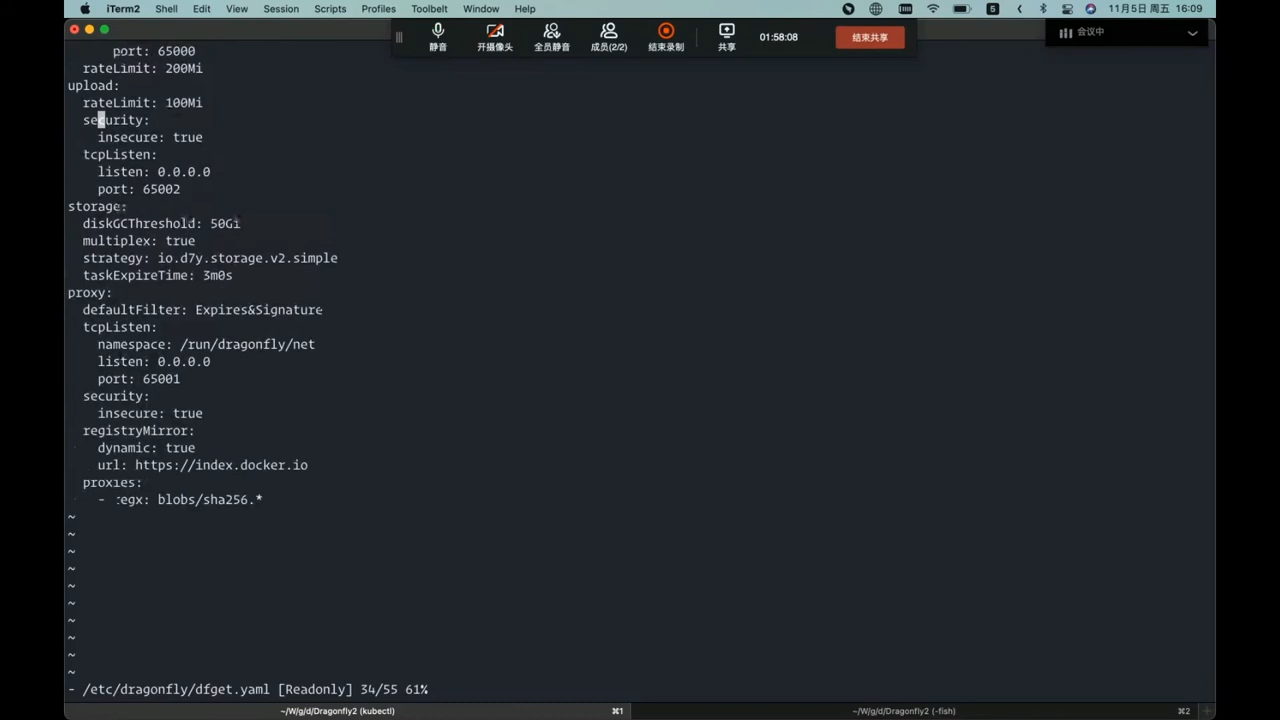 iTerm2 Shell Edit View Session Scripts Profiles Toolbelt Window Help 5 11月5日 周五 16:09
静音 开摄像头 全员静音 成员(2/2) 结束录制 共享 01:58:08 结束共享 会议中
port: 65000
rateLimit: 200Mi
upload:
rateLimit: 100Mi
security:
insecure: true
tcpListen:
listen: 0.0.0.0
port: 65002
storage:
diskGCThreshold: 50Gi
multiplex: true
strategy: io.d7y.storage.v2.simple
taskExpireTime: 3m0s
proxy:
defaultFilter: Expires&Signature
tcpListen:
namespace: /run/dragonfly/net
listen: 0.0.0.0
port: 65001
security:
insecure: true
registryMirror:
dynamic: true
url: https://index.docker.io
proxies:
- regx: blobs/sha256.*
~
~
~
~
~
~
~
~
~
~
- /etc/dragonfly/dfget.yaml [Readonly] 34/55 61%
~/W/g/d/Dragonfly2 (kubectl) ⌘1 ~/W/g/d/Dragonfly2 (-fish) ⌘2